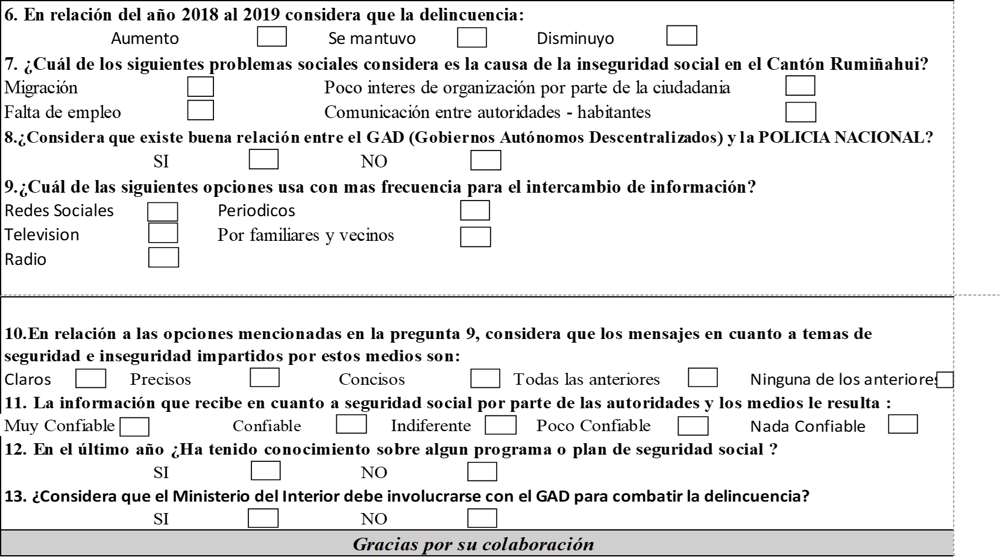 6. En relación del año 2018 al 2019 considera que la delincuencia:
Aumento Se mantuvo Disminuyo
7. ¿Cuál de los siguientes problemas sociales considera es la causa de la inseguridad social en el Cantón Rumiñahui?
Migración Poco interes de organización por parte de la ciudadania
Falta de empleo Comunicación entre autoridades - habitantes
8.¿Considera que existe buena relación entre el GAD (Gobiernos Autónomos Descentralizados) y la POLICIA NACIONAL?
SI NO
9.¿Cuál de las siguientes opciones usa con mas frecuencia para el intercambio de información?
Redes Sociales Periodicos
Television Por familiares y vecinos
Radio
10.En relación a las opciones mencionadas en la pregunta 9, considera que los mensajes en cuanto a temas de
seguridad e inseguridad impartidos por estos medios son:
Claros Precisos Concisos Todas las anteriores Ninguna de los anteriores
11. La información que recibe en cuanto a seguridad social por parte de las autoridades y los medios le resulta :
Muy Confiable Confiable Indiferente Poco Confiable Nada Confiable
12. En el último año ¿Ha tenido conocimiento sobre algun programa o plan de seguridad social ?
SI NO
13. ¿Considera que el Ministerio del Interior debe involucrarse con el GAD para combatir la delincuencia?
SI NO
Gracias por su colaboración